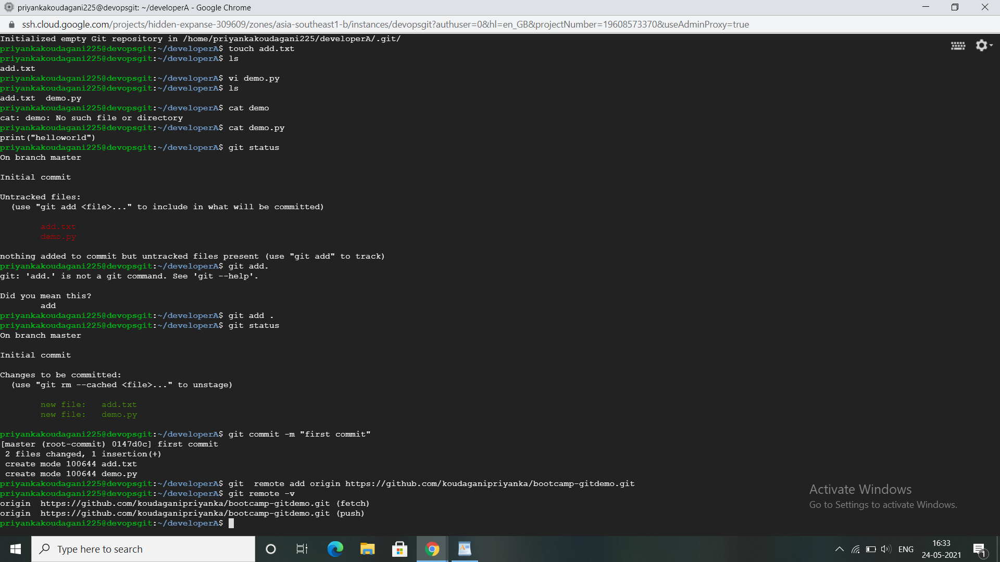 priyankakoudagani225@devopsgit: ~/developerA - Google Chrome
ssh.cloud.google.com/projects/hidden-expanse-309609/zones/asia-southeast1-b/instances/devopsgit?authuser=0&hl=en_GB&projectNumber=19608573370&useAdminProxy=true
Initialized empty Git repository in /home/priyankakoudagani225/developerA/.git/
priyankakoudagani225@devopsgit:~/developerA$ touch add.txt
priyankakoudagani225@devopsgit:~/developerA$ ls
add.txt
priyankakoudagani225@devopsgit:~/developerA$ vi demo.py
priyankakoudagani225@devopsgit:~/developerA$ ls
add.txt  demo.py
priyankakoudagani225@devopsgit:~/developerA$ cat demo
cat: demo: No such file or directory
priyankakoudagani225@devopsgit:~/developerA$ cat demo.py
print("helloworld")
priyankakoudagani225@devopsgit:~/developerA$ git status
On branch master
Initial commit
Untracked files:
  (use "git add <file>..." to include in what will be committed)
        add.txt
        demo.py
nothing added to commit but untracked files present (use "git add" to track)
priyankakoudagani225@devopsgit:~/developerA$ git add.
git: 'add.' is not a git command. See 'git --help'.
Did you mean this?
        add
priyankakoudagani225@devopsgit:~/developerA$ git add .
priyankakoudagani225@devopsgit:~/developerA$ git status
On branch master
Initial commit
Changes to be committed:
  (use "git rm --cached <file>..." to unstage)
        new file:   add.txt
        new file:   demo.py
priyankakoudagani225@devopsgit:~/developerA$ git commit -m "first commit"
[master (root-commit) 0147d0c] first commit
 2 files changed, 1 insertion(+)
 create mode 100644 add.txt
 create mode 100644 demo.py
priyankakoudagani225@devopsgit:~/developerA$ git  remote add origin https://github.com/koudaganipriyanka/bootcamp-gitdemo.git
priyankakoudagani225@devopsgit:~/developerA$ git remote -v
origin  https://github.com/koudaganipriyanka/bootcamp-gitdemo.git (fetch)
origin  https://github.com/koudaganipriyanka/bootcamp-gitdemo.git (push)
priyankakoudagani225@devopsgit:~/developerA$
Activate Windows
Go to Settings to activate Windows.
Type here to search
ENG
16:33
24-05-2021
1